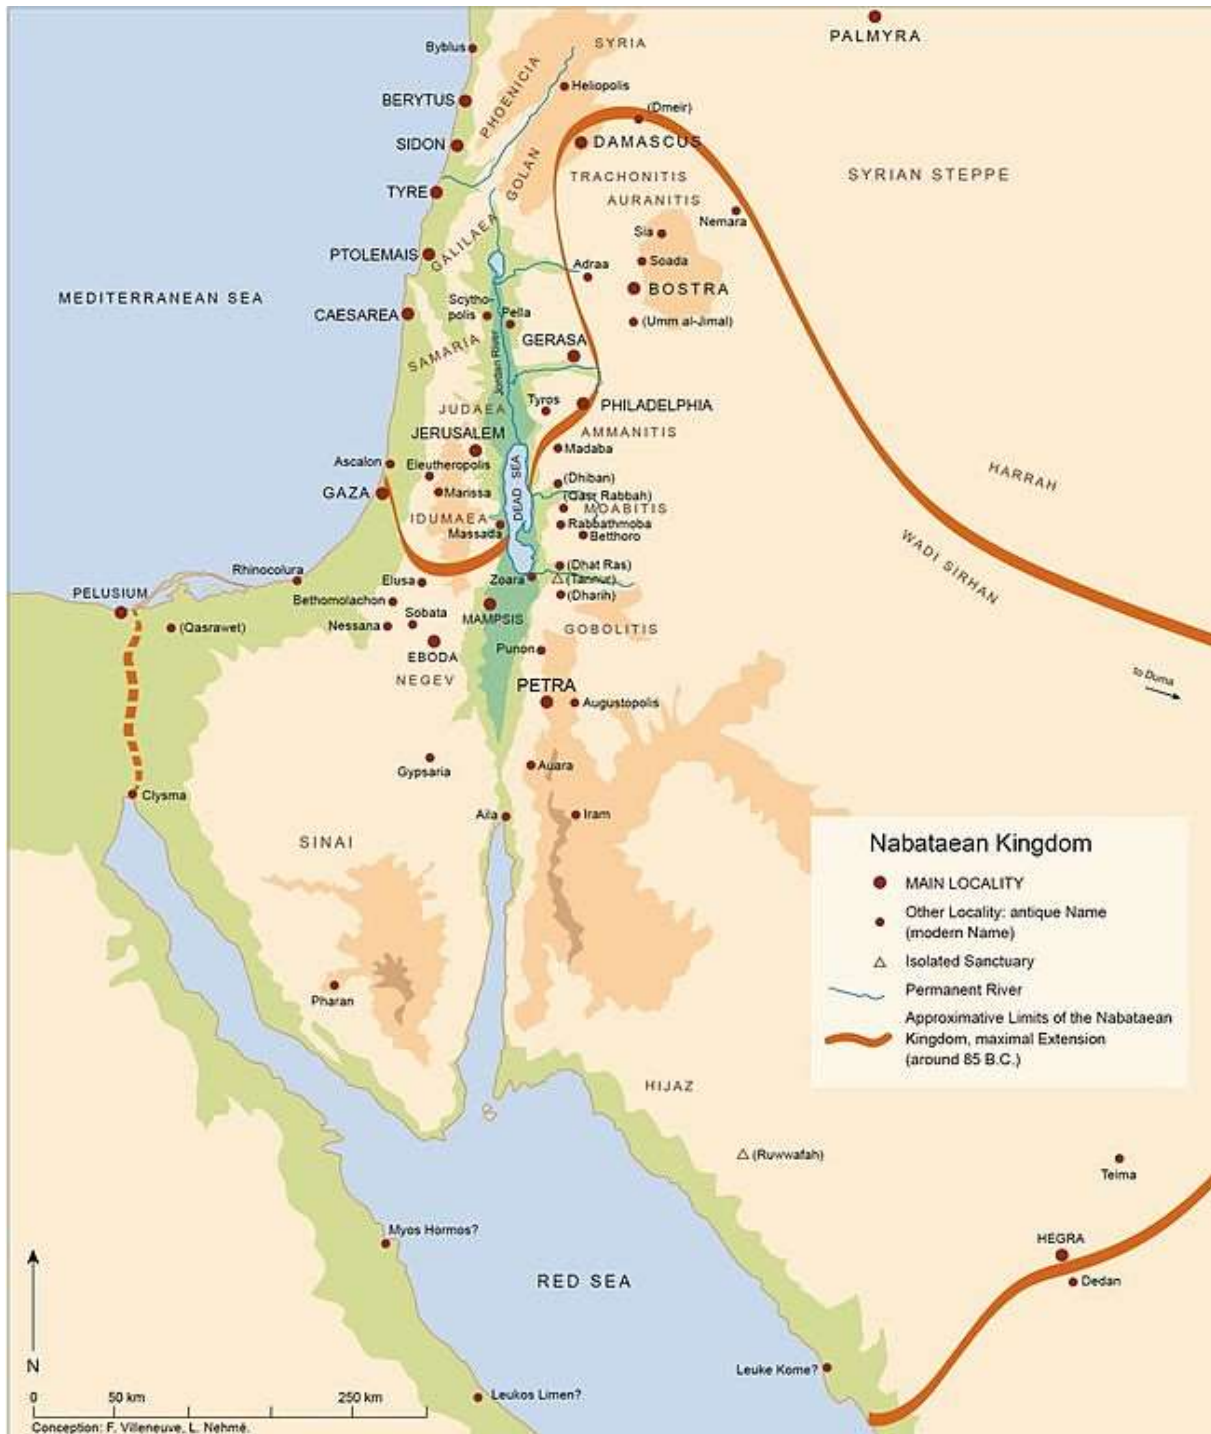 PALMYRA
SYRIA
Byblus
Heliopolis
BERYTUS
PHOENICIA
(Dmeir)
SIDON
DAMASCUS
GOLAN
TRACHONITIS
SYRIAN STEPPE
TYRE
AURANITIS
Nemara
GALILAEA
Sia
PTOLEMAIS
Soada
Adraa
BOSTRA
MEDITERRANEAN SEA
Scytho-
polis
Pella
CAESAREA
(Umm al-Jimal)
GERASA
SAMARIA
Jordan River
Tyros
PHILADELPHIA
JUDAEA
AMMANITIS
JERUSALEM
Madaba
Ascalon
Eleutheropolis
HARRAH
DEAD SEA
(Dhiban)
GAZA
Marissa
(Qasr Rabbah)
MOABITIS
IDUMAEA
Rabbathmoba
Massada
Betthoro
WADI SIRHAN
Rhinocolura
(Dhat Ras)
Elusa
Zoara
(Tannur)
PELUSIUM
Bethomolachon
(Dharih)
Sobata
MAMPSIS
(Qasrawet)
Nessana
GOBOLITIS
EBODA
Punon
NEGEV
to Duma
PETRA
Augustopolis
Gypsaria
Auara
Clysma
Aila
Iram
SINAI
Nabataean Kingdom
MAIN LOCALITY
Other Locality: antique Name
(modern Name)
Isolated Sanctuary
Permanent River
Approximative Limits of the Nabataean
Kingdom, maximal Extension
(around 85 B.C.)
Pharan
HIJAZ
(Ruwwafah)
Teima
Myos Hormos?
HEGRA
RED SEA
Dedan
N
Leuke Kome?
0 50 km 250 km
Leukos Limen?
Conception: F. Villeneuve, L. Nehmé.